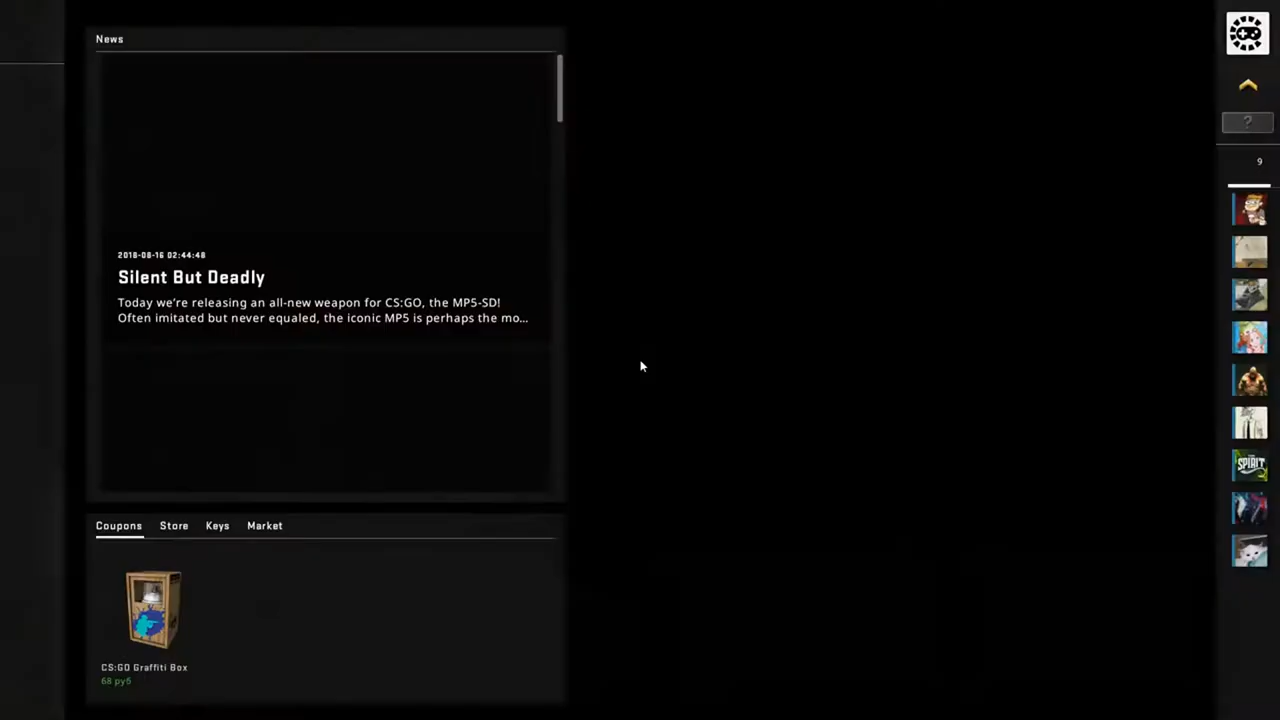 News
2018-08-16 02:44:48
Silent But Deadly
Today we're releasing an all-new weapon for CS:GO, the MP5-SD!
Often imitated but never equaled, the iconic MP5 is perhaps the mo...
Coupons Store Keys Market
CS:GO Graffiti Box
68 руб
?
9
SPIRIT